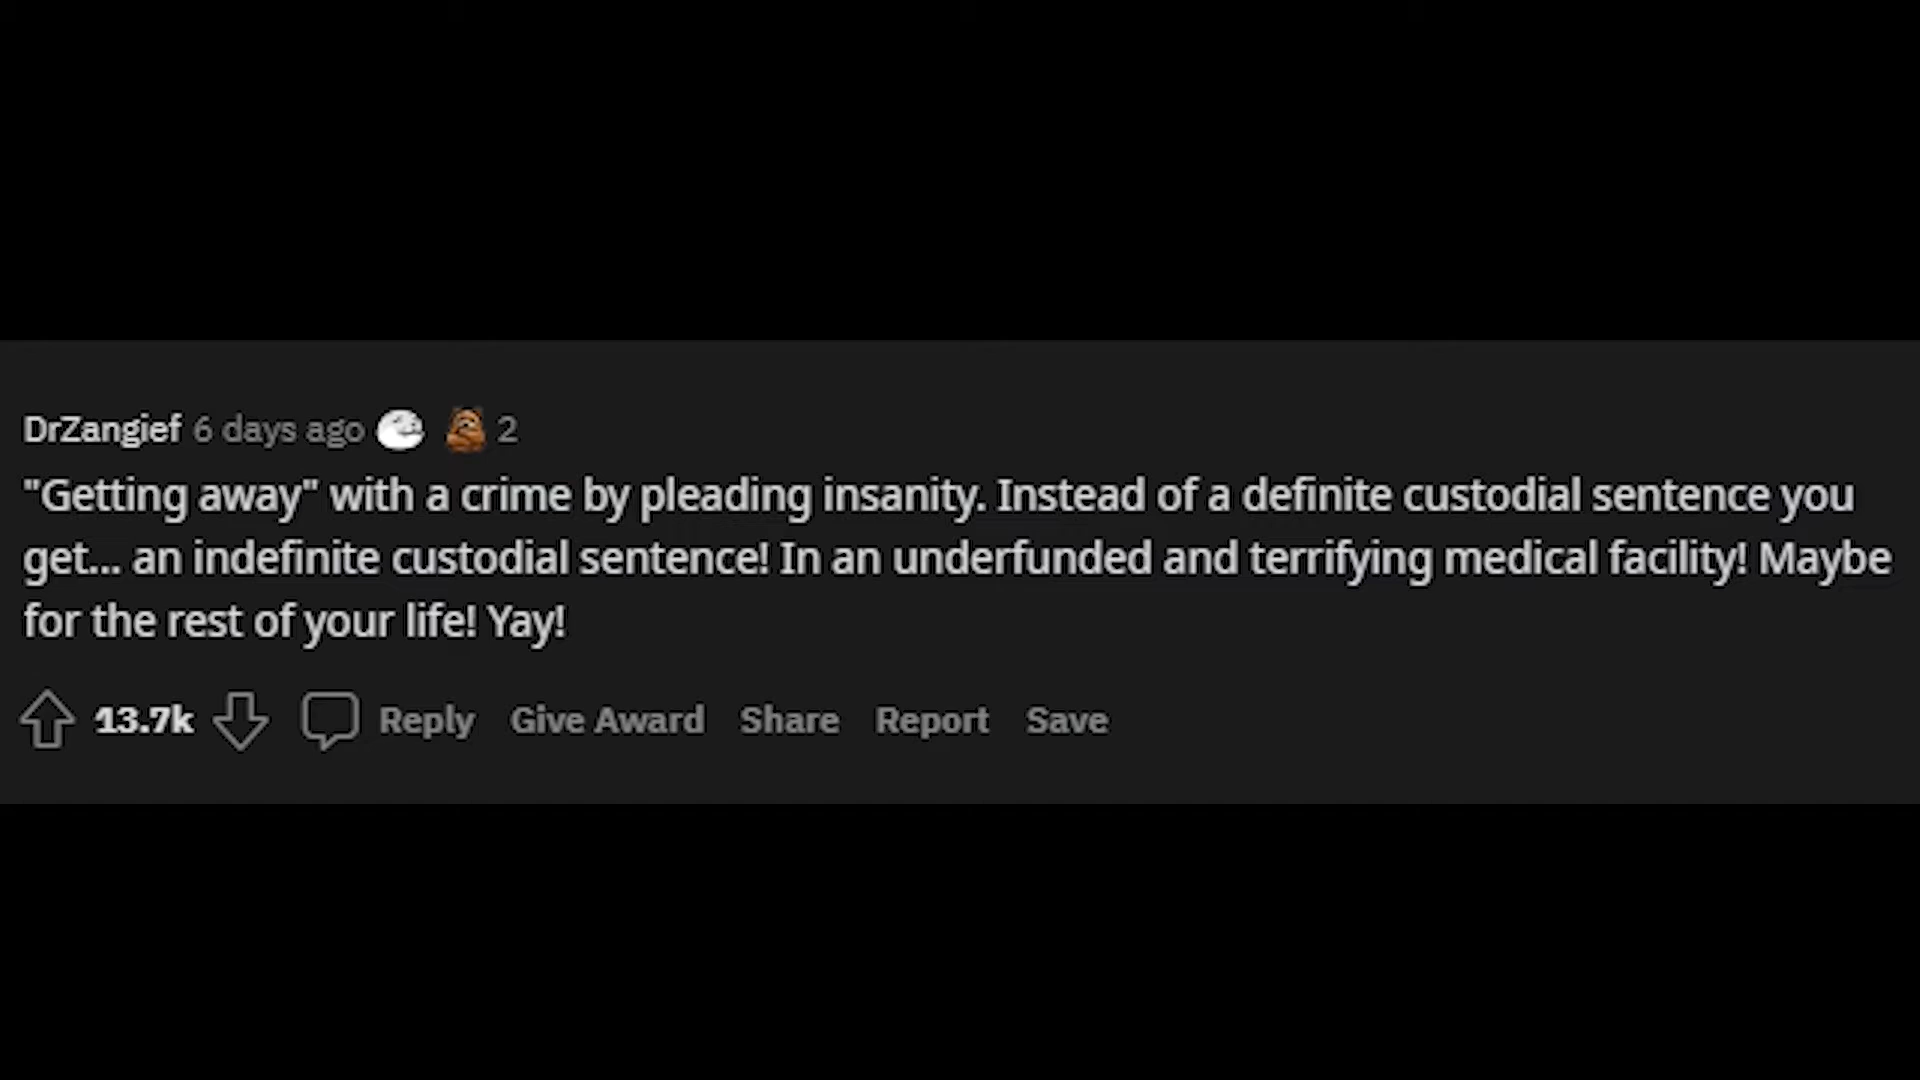 DrZangief 6 days ago 2
"Getting away" with a crime by pleading insanity. Instead of a definite custodial sentence you
get... an indefinite custodial sentence! In an underfunded and terrifying medical facility! Maybe
for the rest of your life! Yay!
13.7k Reply Give Award Share Report Save